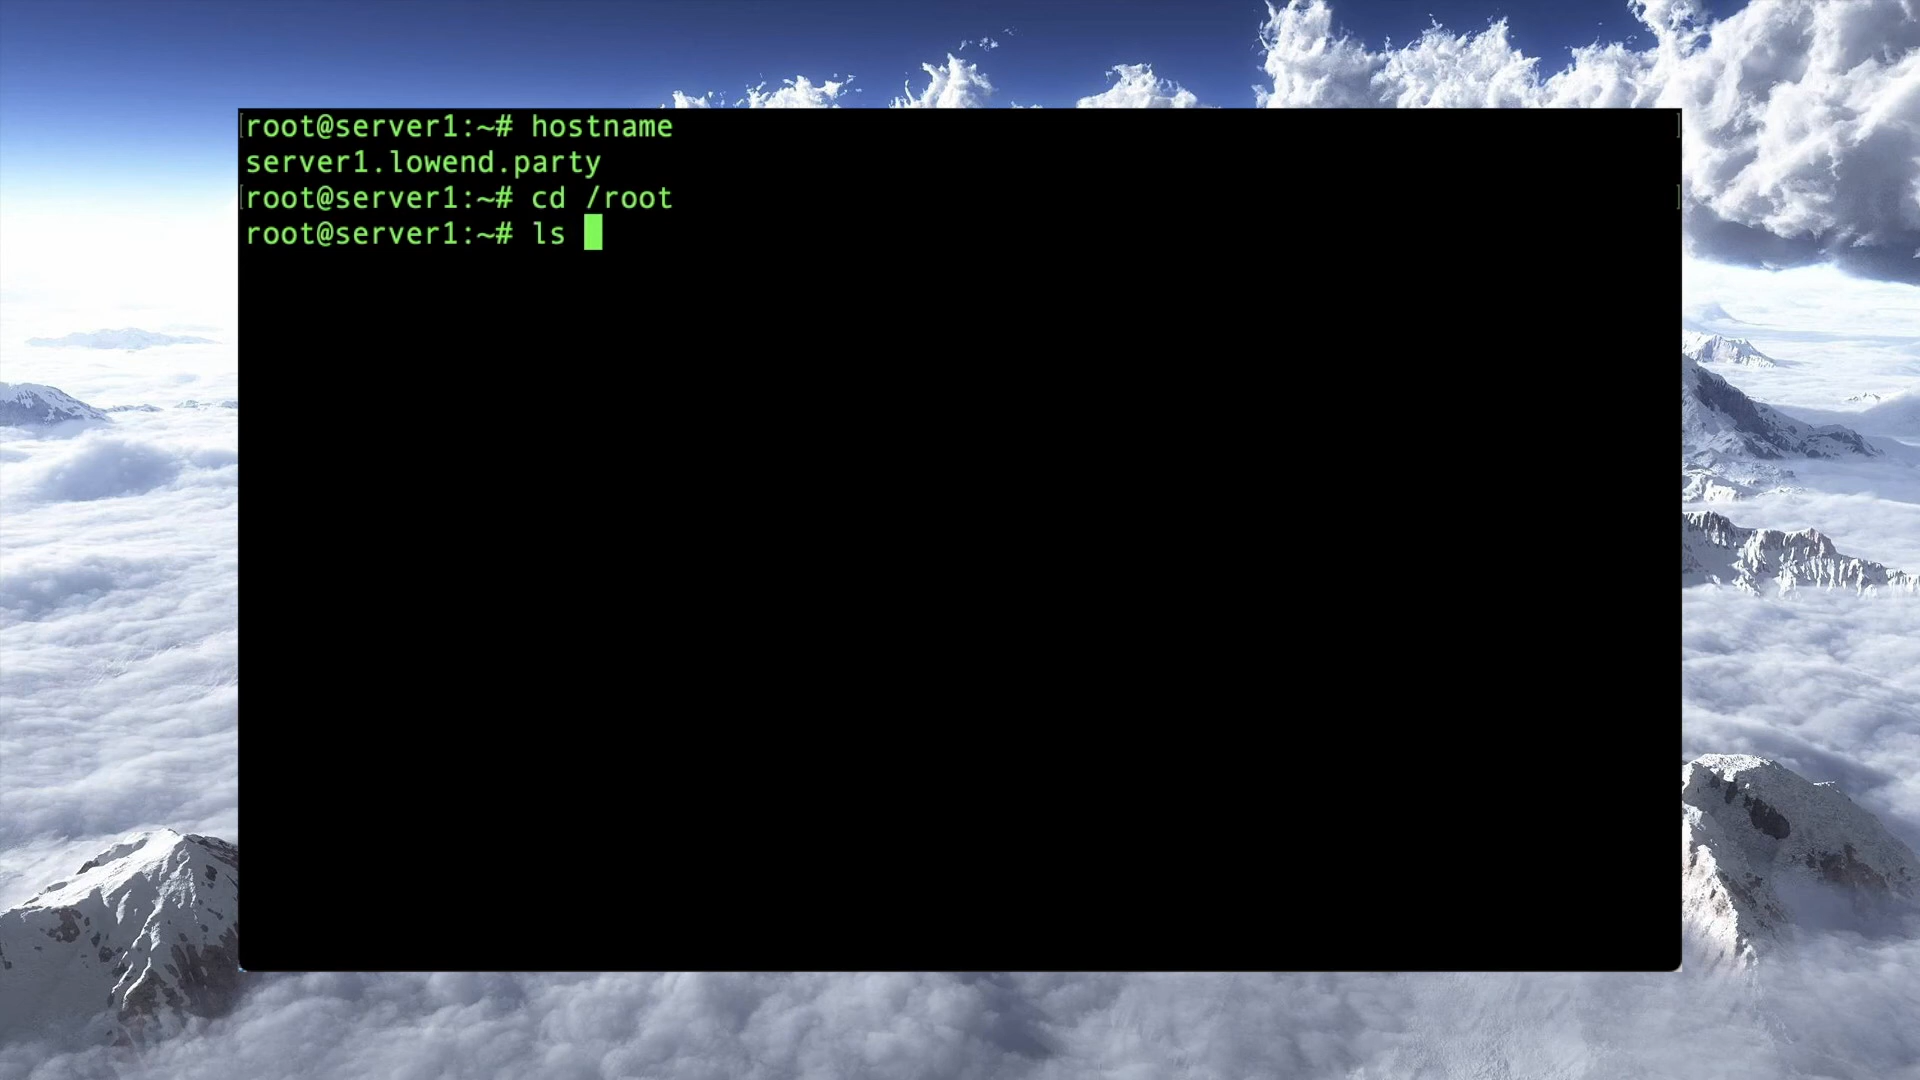 root@server1:~# hostname
server1.lowend.party
root@server1:~# cd /root
root@server1:~# ls